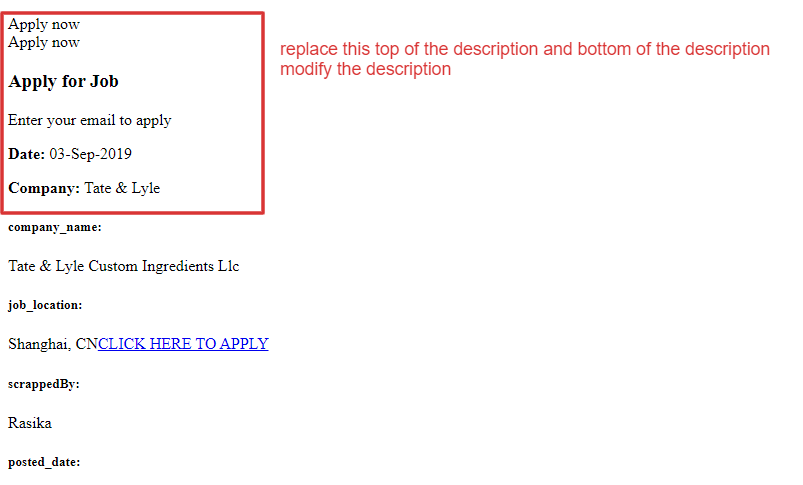 Apply now
Apply now
replace this top of the description and bottom of the description
modify the description
Apply for Job
Enter your email to apply
Date: 03-Sep-2019
Company: Tate & Lyle
company_name:
Tate & Lyle Custom Ingredients Llc
job_location:
Shanghai, CNCLICK HERE TO APPLY
scrappedBy:
Rasika
posted_date: